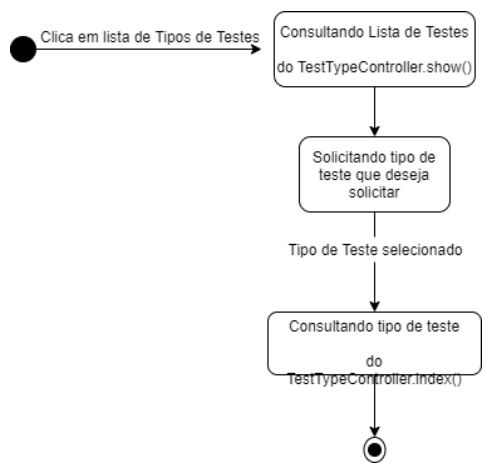 Clica em lista de Tipos de Testes
Consultando Lista de Testes
do TestTypeController.show()
Solicitando tipo de
teste que deseja
solicitar
Tipo de Teste selecionado
Consultando tipo de teste
do
TestTypeController.index()